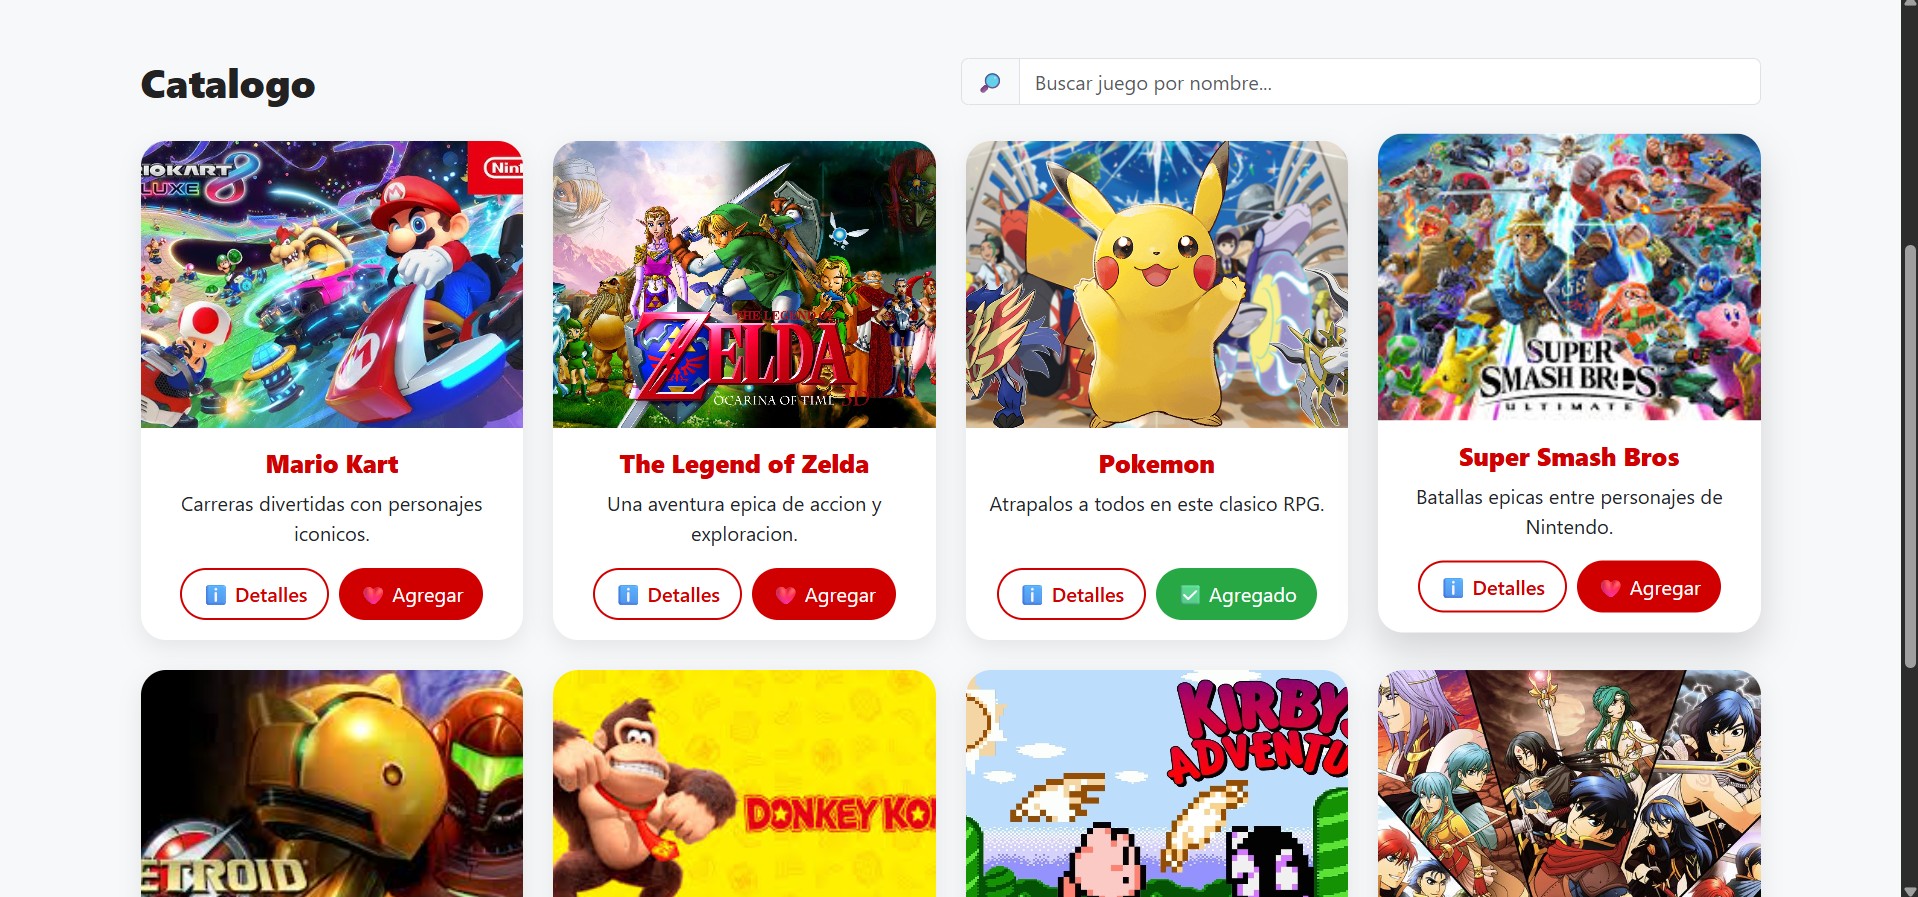 Catalogo
Buscar juego por nombre...
RIOKART 8
LUXE
Nint
THE LEGEND OF
ZELDA
OCARINA OF TIME 3D
SUPER
SMASH BROS
ULTIMATE
Mario Kart
The Legend of Zelda
Pokemon
Super Smash Bros
Carreras divertidas con personajes
iconicos.
Una aventura epica de accion y
exploracion.
Atrapalos a todos en este clasico RPG.
Batallas epicas entre personajes de
Nintendo.
Detalles
Agregar
Detalles
Agregar
Detalles
Agregado
Detalles
Agregar
ETROID
DONKEY KON
KIRBY
ADVENTU